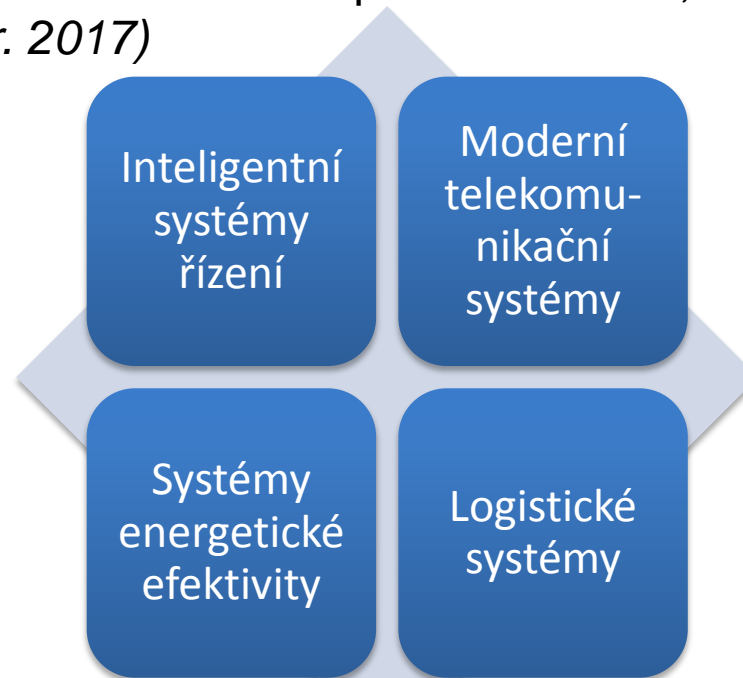 r. 2017)
Inteligentní
systémy
řízení
Moderní
telekomu-
nikační
systémy
Systémy
energetické
efektivity
Logistické
systémy